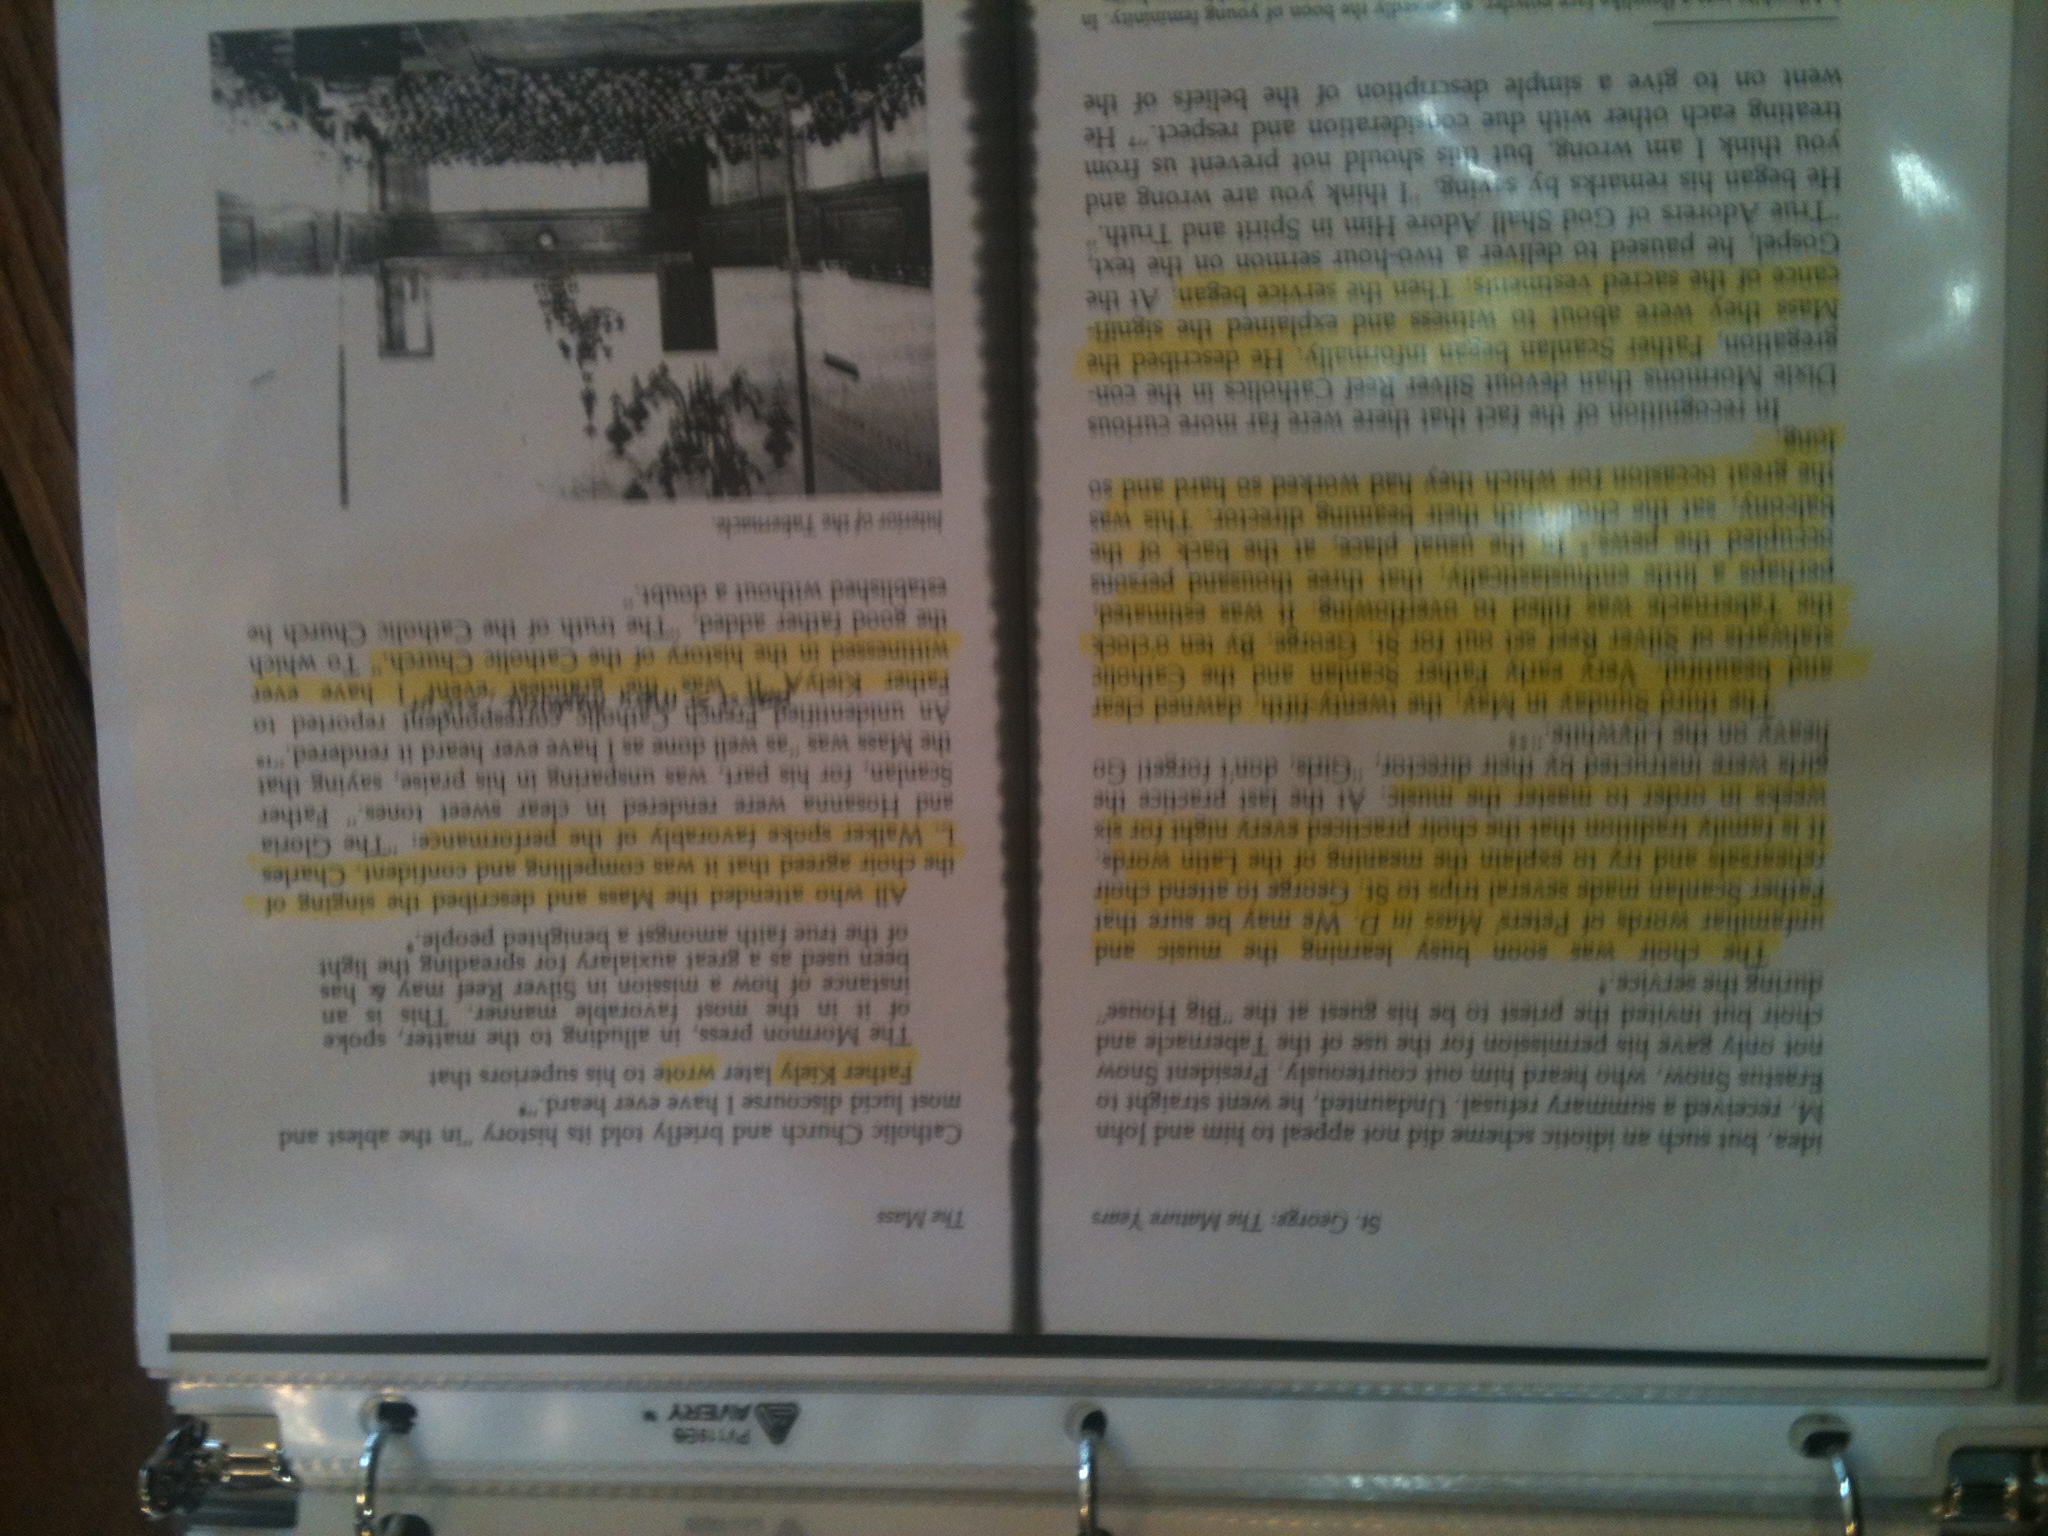 St. George: The Mature Years
idea, but such an idiotic scheme did not appeal to him and John
M. received a summary refusal. Undaunted, he went straight to
Erastus Snow, who heard him out courteously. President Snow
not only gave his permission for the use of the Tabernacle and
choir but invited the priest to be his guest at the "Big House"
during the service.
The choir was soon busy learning the music and
unfamiliar words of Peters' Mass in D. We may be sure that
Father Scanlan made several trips to St. George to attend choir
rehearsals and try to explain the meaning of the Latin words.
It is family tradition that the choir practiced every night for six
weeks in order to master the music. At the last practice the
girls were instructed by their director, "Girls, don't forget! Go
heavy on the Lilywhite."
The third Sunday in May, the twenty-fifth, dawned clear
and beautiful. Very early Father Scanlan and the Catholic
stalwarts of Silver Reef set out for St. George. By ten o'clock
the Tabernacle was filled to overflowing. It was estimated,
perhaps a little enthusiastically, that three thousand persons
occupied the pews. In the usual place, at the back of the
balcony, sat the choir with their beaming director. This was
the great occasion for which they had worked so hard and so
long.
In recognition of the fact that there were far more curious
Dixie Mormons than devout Silver Reef Catholics in the con-
gregation, Father Scanlan began informally. He described the
Mass they were about to witness and explained the signifi-
cance of the sacred vestments. Then the service began. At the
Gospel, he paused to deliver a two-hour sermon on the text,
"True Adorers of God Shall Adore Him in Spirit and Truth."
He began his remarks by saying, "I think you are wrong and
you think I am wrong, but this should not prevent us from
treating each other with due consideration and respect." 7 He
went on to give a simple description of the beliefs of the
the boon of young femininity. In
The Mass
Catholic Church and briefly told its history "in the ablest and
most lucid discourse I have ever heard." 8
Father Kiely later wrote to his superiors that
The Mormon press, in alluding to the matter, spoke
of it in the most favorable manner. This is an
instance of how a mission in Silver Reef may & has
been used as a great auxialary for spreading the light
of the true faith amongst a benighted people. 9
All who attended the Mass and described the singing of
the choir agreed that it was compelling and confident. Charles
L. Walker spoke favorably of the performance: "The Gloria
and Hosanna were rendered in clear sweet tones." Father
Scanlan, for his part, was unsparing in his praise, saying that
the Mass was "as well done as I have ever heard it rendered." 10
An unidentified French Catholic correspondent reported to
Father Kiely, "It was the grandest event I have ever
wittnessed in the history of the Catholic Church." To which
the good father added, "The truth of the Catholic Church he
established without a doubt."
Interior of the Tabernacle.
AVERY
PV119EG